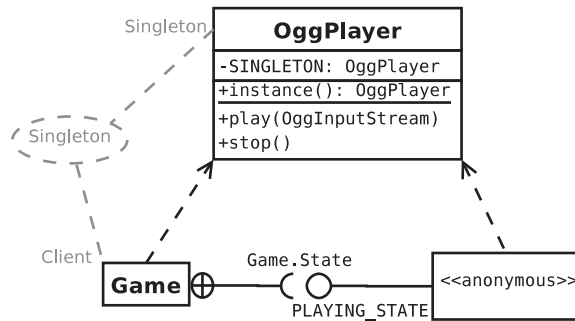 Singleton
OggPlayer
-SINGLETON: OggPlayer
+instance(): OggPlayer
+play(OggInputStream)
+stop()
Singleton
Client
Game
Game.State
PLAYING_STATE
<<anonymous>>